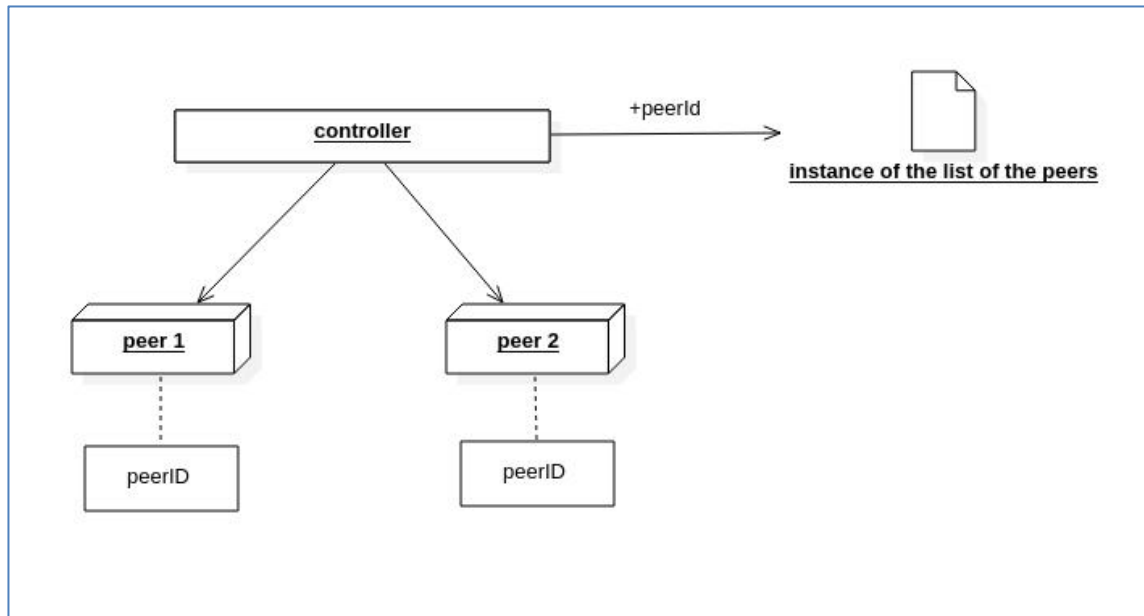 controller
+peerId
instance of the list of the peers
peer 1
peer 2
peerID
peerID